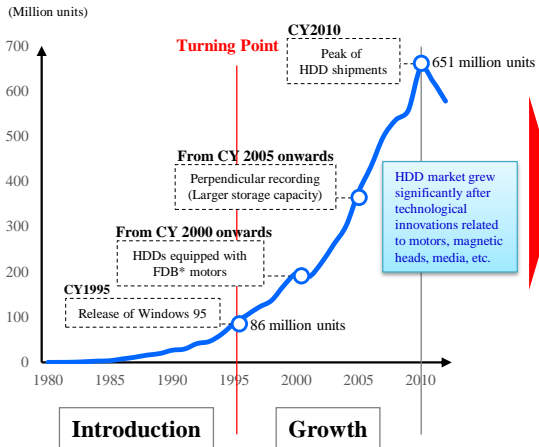 (Million units)
700
600
500
400
300
200
100
0
1980
1985
1990
1995
2000
2005
2010
Turning Point
CY2010
Peak of
HDD shipments
651 million units
From CY 2005 onwards
Perpendicular recording
(Larger storage capacity)
HDD market grew
significantly after
technological
innovations related
to motors, magnetic
heads, media, etc.
From CY 2000 onwards
HDDs equipped with
FDB* motors
CY1995
Release of Windows 95
86 million units
Introduction
Growth